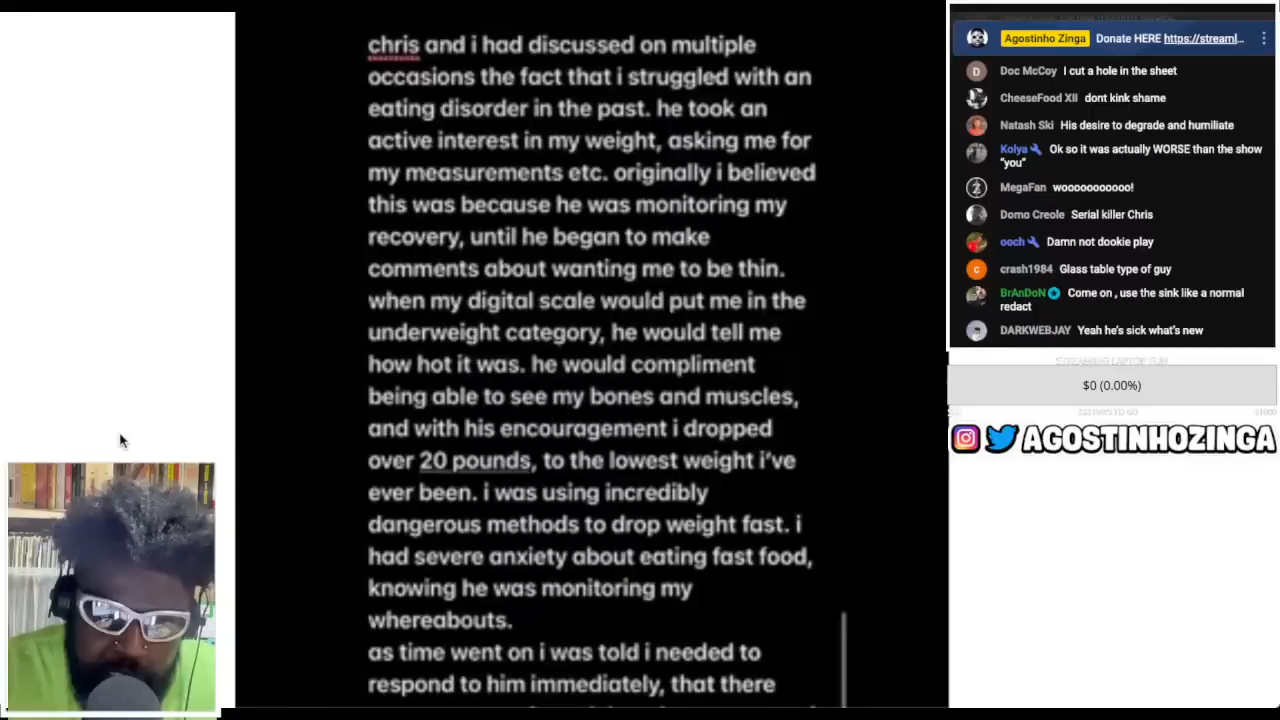 chris and i had discussed on multiple
occasions the fact that i struggled with an
eating disorder in the past. he took an
active interest in my weight, asking me for
my measurements etc. originally i believed
this was because he was monitoring my
recovery, until he began to make
comments about wanting me to be thin.
when my digital scale would put me in the
underweight category, he would tell me
how hot it was. he would compliment
being able to see my bones and muscles,
and with his encouragement i dropped
over 20 pounds, to the lowest weight i've
ever been. i was using incredibly
dangerous methods to drop weight fast. i
had severe anxiety about eating fast food,
knowing he was monitoring my
whereabouts.
as time went on i was told i needed to
respond to him immediately, that there
Agostinho Zinga Donate HERE https://streaml...
Doc McCoy I cut a hole in the sheet
CheeseFood XII dont kink shame
Natash Ski His desire to degrade and humiliate
Kolya Ok so it was actually WORSE than the show
"you"
MegaFan wooooooooooo!
Domo Creole Serial killer Chris
ooch Damn not dookie play
crash1984 Glass table type of guy
BrAnDoN Come on , use the sink like a normal
redact
DARKWEBJAY Yeah he's sick what's new
$0 (0.00%)
AGOSTINHOZINGA